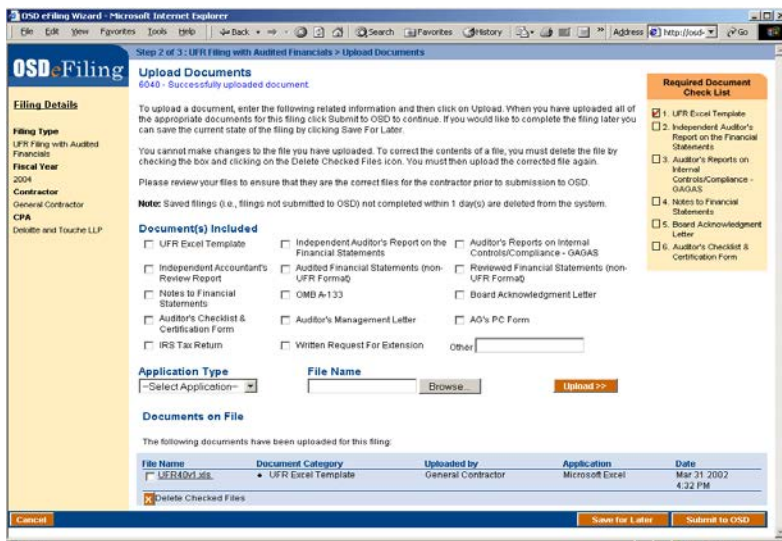 OSD eFiling Wizard - Microsoft Internet Explorer
File Edit View Favorites Tools Help
Back
Search Favorites History
Address http://osd-
Go
OSDeFiling
Step 2 of 3 : UFR Filing with Audited Financials > Upload Documents
Filing Details
Filing Type
UFR Filing with Audited
Financials
Fiscal Year
2004
Contractor
General Contractor
CPA
Deloitte and Touche LLP
Upload Documents
6040 - Successfully uploaded document.
To upload a document, enter the following related information and then click on Upload. When you have uploaded all of
the appropriate documents for this filing click Submit to OSD to continue. If you would like to complete the filing later you
can save the current state of the filing by clicking Save For Later.
You cannot make changes to the file you have uploaded. To correct the contents of a file, you must delete the file by
checking the box and clicking on the Delete Checked Files icon. You must then upload the corrected file again.
Please review your files to ensure that they are the correct files for the contractor prior to submission to OSD.
Note: Saved filings (i.e., filings not submitted to OSD) not completed within 1 day(s) are deleted from the system.
Required Document
Check List
1. UFR Excel Template
2. Independent Auditor's
Report on the Financial
Statements
3. Auditor's Reports on
Internal
Controls/Compliance -
GAGAS
4. Notes to Financial
Statements
5. Board Acknowledgment
Letter
6. Auditor's Checklist &
Certification Form
Document(s) Included
UFR Excel Template
Independent Auditor's Report on the
Financial Statements
Auditor's Reports on Internal
Controls/Compliance - GAGAS
Independent Accountant's
Review Report
Audited Financial Statements (non-
UFR Format)
Reviewed Financial Statements (non-
UFR Format)
Notes to Financial
Statements
OMB A-133
Board Acknowledgment Letter
Auditor's Checklist &
Certification Form
Auditor's Management Letter
AG's PC Form
IRS Tax Return
Written Request For Extension
Other
Application Type
File Name
--Select Application--
Browse...
Upload >>
Documents on File
The following documents have been uploaded for this filing:
File Name Document Category Uploaded by Application Date
UFR40v1.xls UFR Excel Template General Contractor Microsoft Excel Mar 31 2002
4:32 PM
Delete Checked Files
Cancel
Save for Later
Submit to OSD